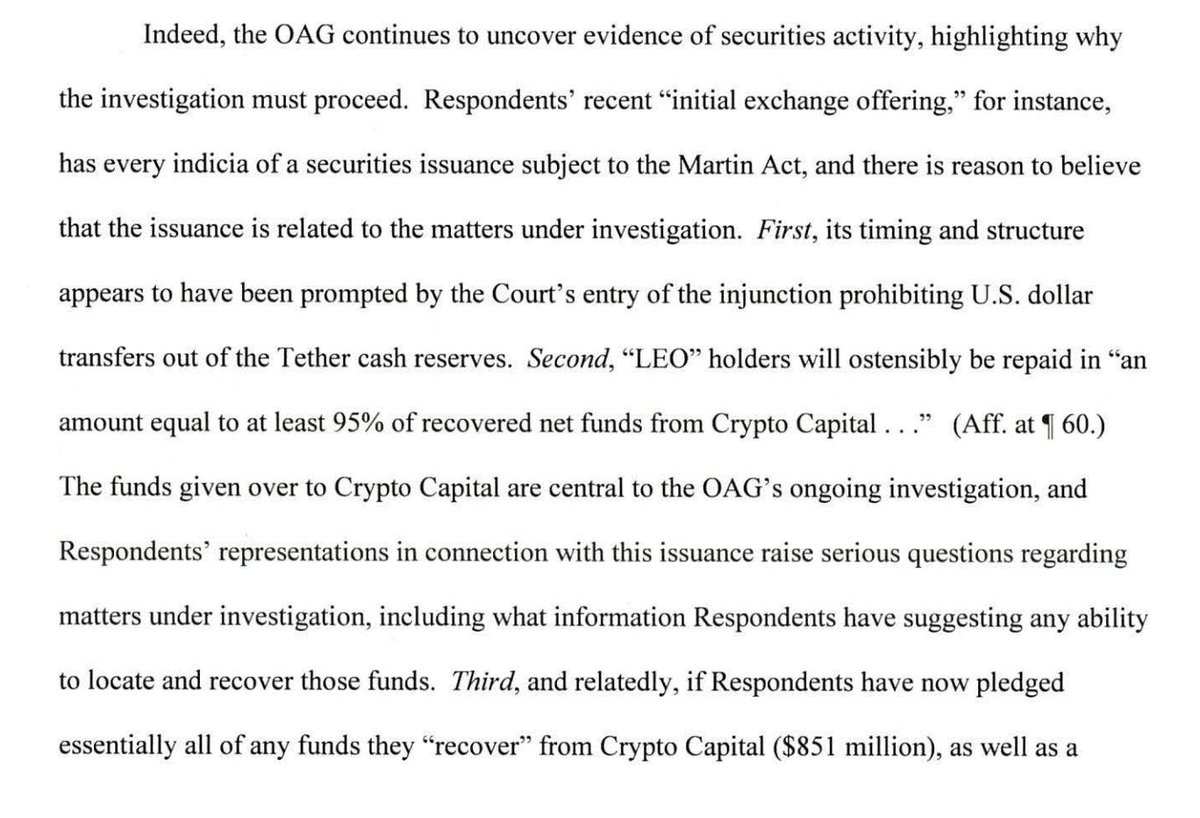 Indeed, the OAG continues to uncover evidence of securities activity, highlighting why
the investigation must proceed.  Respondents’ recent “initial exchange offering,” for instance,
has every indicia of a securities issuance subject to the Martin Act, and there is reason to believe
that the issuance is related to the matters under investigation.  First, its timing and structure
appears to have been prompted by the Court’s entry of the injunction prohibiting U.S. dollar
transfers out of the Tether cash reserves.  Second, “LEO” holders will ostensibly be repaid in “an
amount equal to at least 95% of recovered net funds from Crypto Capital . . .”   (Aff. at ¶ 60.)
The funds given over to Crypto Capital are central to the OAG’s ongoing investigation, and
Respondents’ representations in connection with this issuance raise serious questions regarding
matters under investigation, including what information Respondents have suggesting any ability
to locate and recover those funds.  Third, and relatedly, if Respondents have now pledged
essentially all of any funds they “recover” from Crypto Capital ($851 million), as well as a